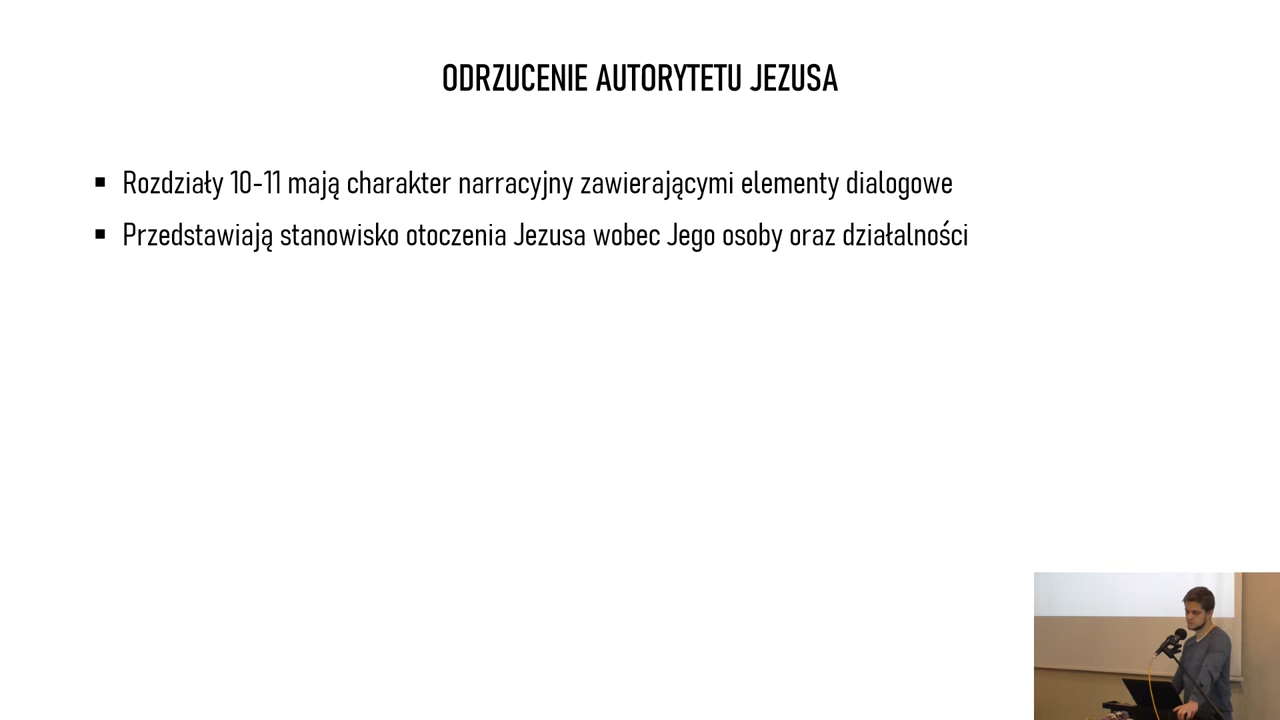 ODRZUCENIE AUTORYTETU JEZUSA
▪ Rozdziały 10-11 mają charakter narracyjny zawierającymi elementy dialogowe
▪ Przedstawiają stanowisko otoczenia Jezusa wobec Jego osoby oraz działalności